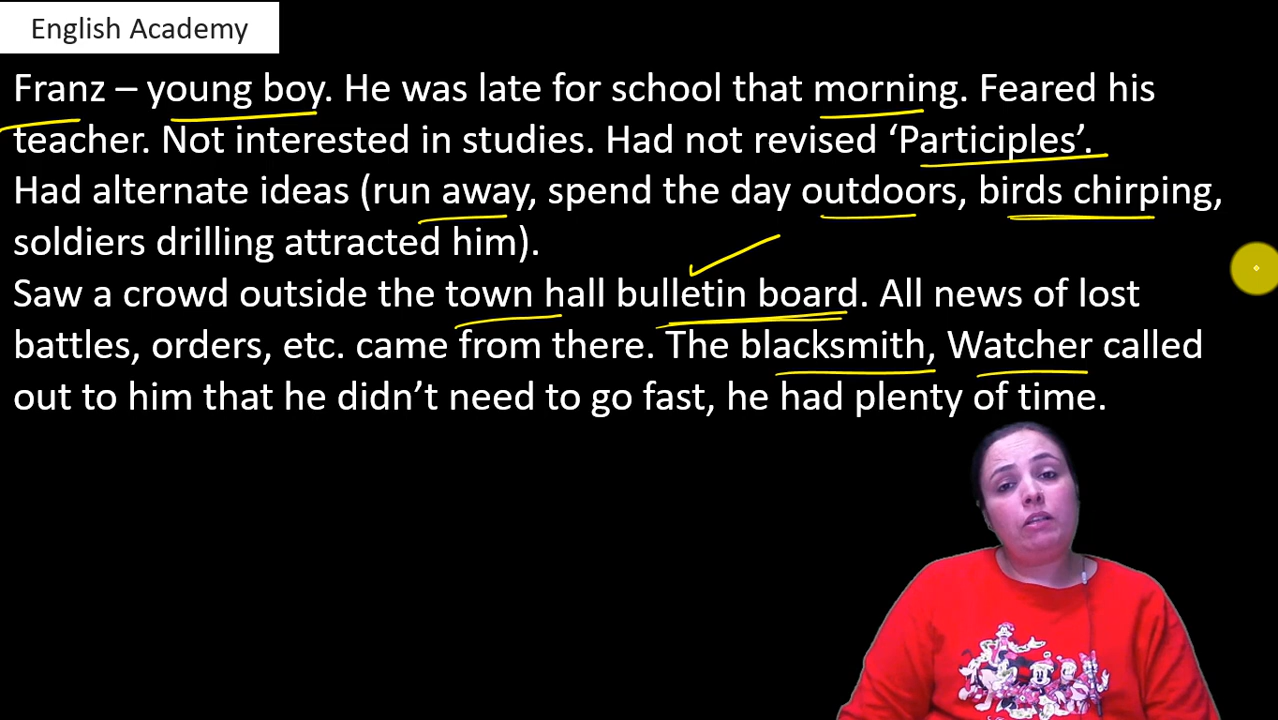 English Academy
Franz – young boy. He was late for school that morning. Feared his
teacher. Not interested in studies. Had not revised ‘Participles’.
Had alternate ideas (run away, spend the day outdoors, birds chirping,
soldiers drilling attracted him).
Saw a crowd outside the town hall bulletin board. All news of lost
battles, orders, etc. came from there. The blacksmith, Watcher called
out to him that he didn’t need to go fast, he had plenty of time.